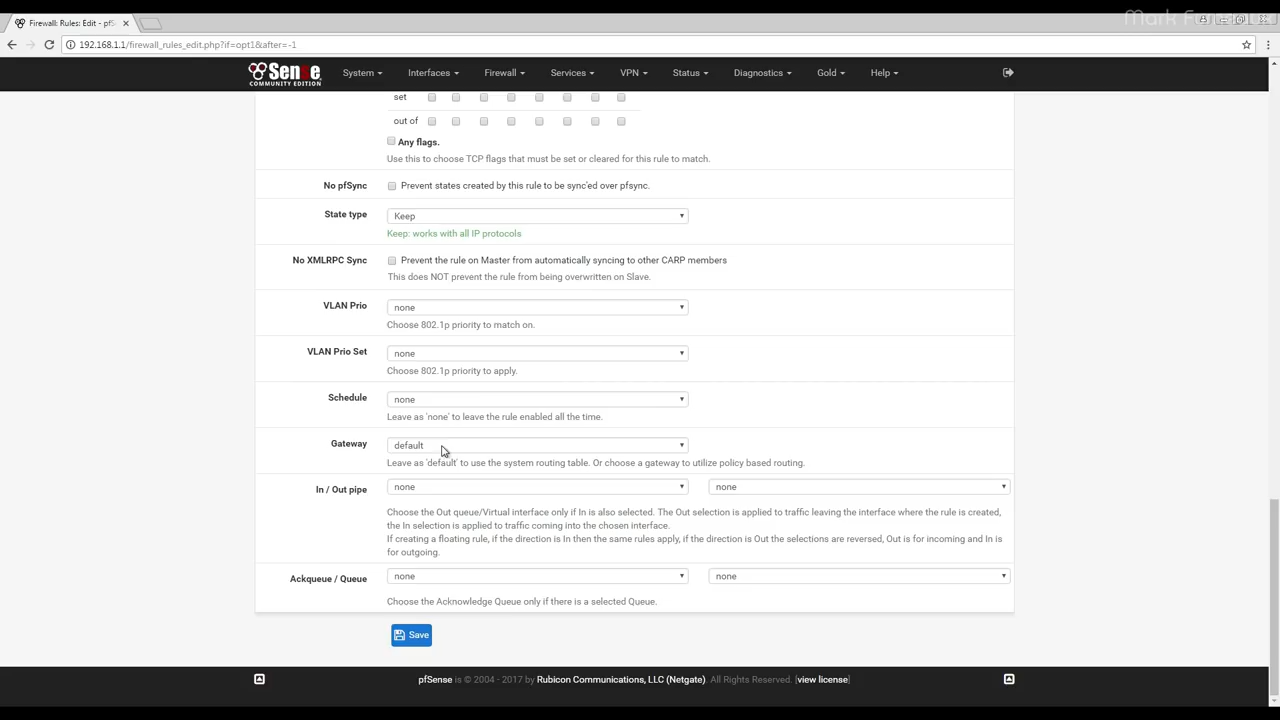 Mark Furneaux
Firewall: Rules: Edit - pfS
192.168.1.1/firewall_rules_edit.php?if=opt1&after=-1
Sense
COMMUNITY EDITION
System Interfaces Firewall Services VPN Status Diagnostics Gold Help
set
out of
Any flags.
Use this to choose TCP flags that must be set or cleared for this rule to match.
No pfSync Prevent states created by this rule to be sync'ed over pfsync.
State type Keep
Keep: works with all IP protocols
No XMLRPC Sync Prevent the rule on Master from automatically syncing to other CARP members
This does NOT prevent the rule from being overwritten on Slave.
VLAN Prio none
Choose 802.1p priority to match on.
VLAN Prio Set none
Choose 802.1p priority to apply.
Schedule none
Leave as 'none' to leave the rule enabled all the time.
Gateway default
Leave as 'default' to use the system routing table. Or choose a gateway to utilize policy based routing.
In / Out pipe none none
Choose the Out queue/Virtual interface only if In is also selected. The Out selection is applied to traffic leaving the interface where the rule is created,
the In selection is applied to traffic coming into the chosen interface.
If creating a floating rule, if the direction is In then the same rules apply, if the direction is Out the selections are reversed, Out is for incoming and In is
for outgoing.
Ackqueue / Queue none none
Choose the Acknowledge Queue only if there is a selected Queue.
Save
pfSense is © 2004 - 2017 by Rubicon Communications, LLC (Netgate). All Rights Reserved. [view license]